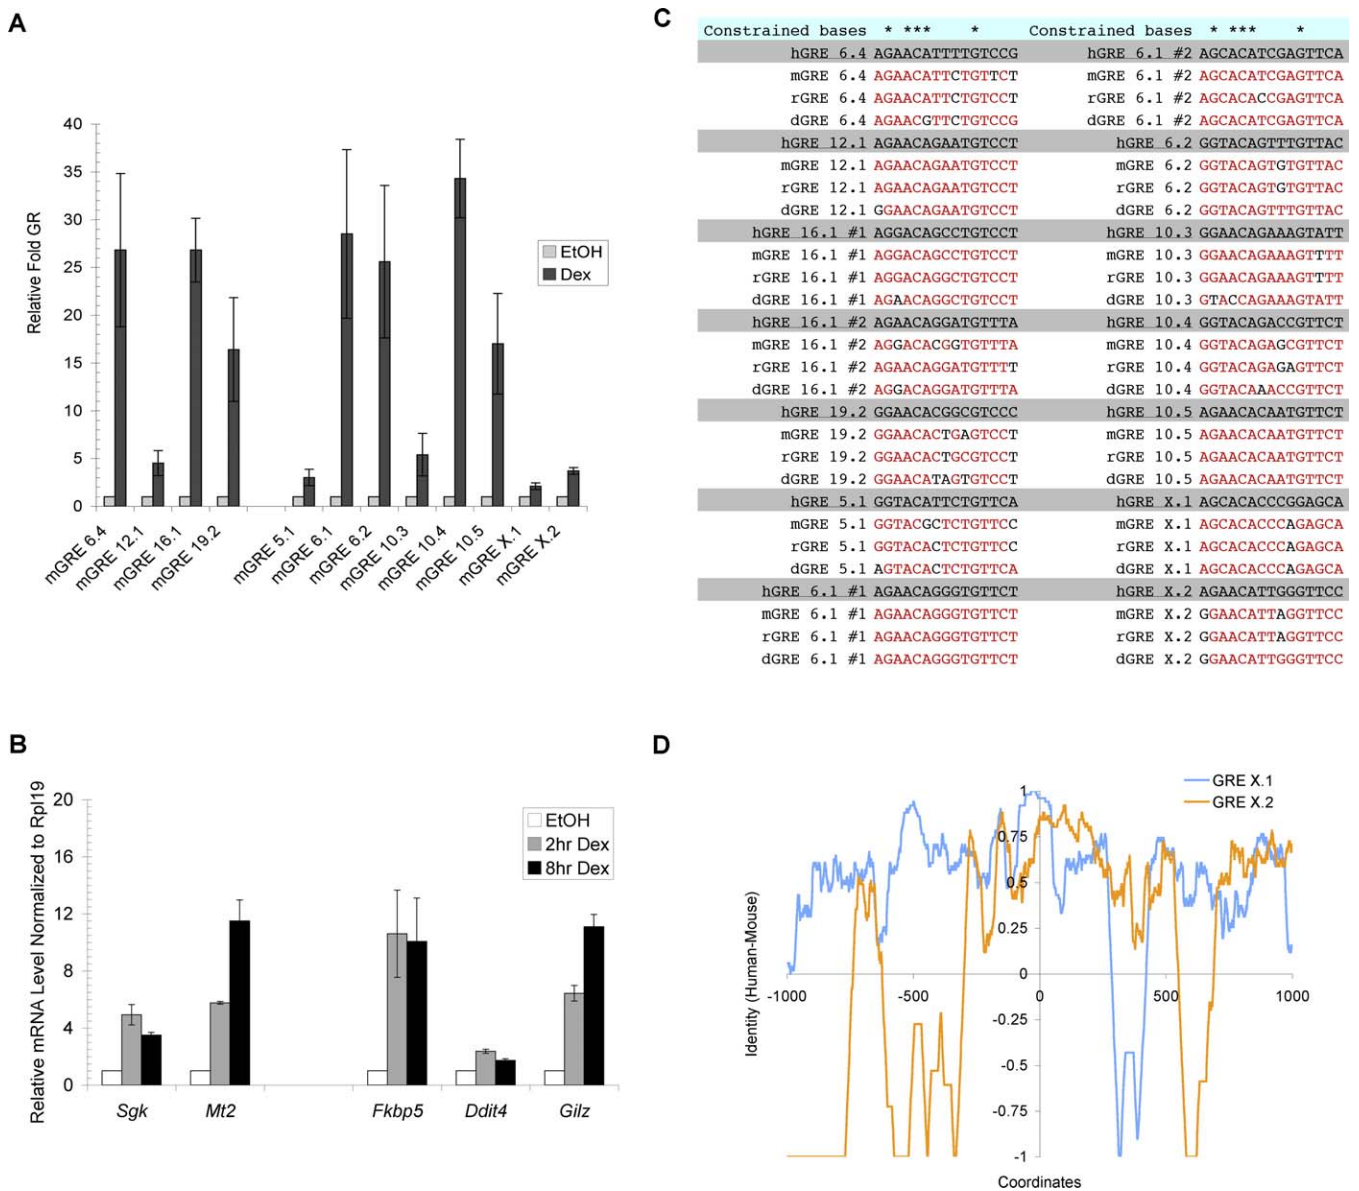 A
Relative Fold GR
40
35
30
25
20
15
10
5
0
EtOH
Dex
mGRE 6.4
mGRE 12.1
mGRE 16.1
mGRE 19.2
mGRE 5.1
mGRE 6.1
mGRE 6.2
mGRE 10.3
mGRE 10.4
mGRE 10.5
mGRE X.1
mGRE X.2
B
Relative mRNA Level Normalized to Rpl19
20
16
12
8
4
0
EtOH
2hr Dex
8hr Dex
Sgk
Mt2
Fkbp5
Ddit4
Gilz
C
Constrained bases * *** *
hGRE 6.4 AGAACATTTTGTCCG
mGRE 6.4 AGAACATTCTGTTCT
rGRE 6.4 AGAACATTCTGTCCT
dGRE 6.4 AGAACGTTCTGTCCG
hGRE 12.1 AGAACAGAATGTCCT
mGRE 12.1 AGAACAGAATGTCCT
rGRE 12.1 AGAACAGAATGTCCT
dGRE 12.1 GGAACAGAATGTCCT
hGRE 16.1 #1 AGGACAGCCTGTCCT
mGRE 16.1 #1 AGGACAGCCTGTCCT
rGRE 16.1 #1 AGGACAGGCTGTCCT
dGRE 16.1 #1 AGAACAGGCTGTCCT
hGRE 16.1 #2 AGAACAGGATGTTTA
mGRE 16.1 #2 AGGACACGGTGTTTA
rGRE 16.1 #2 AGAACAGGATGTTTT
dGRE 16.1 #2 AGGACAGGATGTTTA
hGRE 19.2 GGAACACGGCGTCCC
mGRE 19.2 GGAACACTGAGTCCT
rGRE 19.2 GGAACACTGCGTCCT
dGRE 19.2 GGAACATAGTGTCCT
hGRE 5.1 GGTACATTCTGTTCA
mGRE 5.1 GGTACGCTCTGTTCC
rGRE 5.1 GGTACACTCTGTTCC
dGRE 5.1 AGTACACTCTGTTCA
hGRE 6.1 #1 AGAACAGGGTGTTCT
mGRE 6.1 #1 AGAACAGGGTGTTCT
rGRE 6.1 #1 AGAACAGGGTGTTCT
dGRE 6.1 #1 AGAACAGGGTGTTCT
Constrained bases * *** *
hGRE 6.1 #2 AGCACATCGAGTTCA
mGRE 6.1 #2 AGCACATCGAGTTCA
rGRE 6.1 #2 AGCACACCGAGTTCA
dGRE 6.1 #2 AGCACATCGAGTTCA
hGRE 6.2 GGTACAGTTTGTTAC
mGRE 6.2 GGTACAGTGTGTTAC
rGRE 6.2 GGTACAGTGTGTTAC
dGRE 6.2 GGTACAGTTTGTTAC
hGRE 10.3 GGAACAGAAAGTATT
mGRE 10.3 GGAACAGAAAGTTTT
rGRE 10.3 GGAACAGAAAGTTTT
dGRE 10.3 GTACCAGAAAGTATT
hGRE 10.4 GGTACAGACCGTTCT
mGRE 10.4 GGTACAGAGCGTTCT
rGRE 10.4 GGTACAGAGAGTTCT
dGRE 10.4 GGTACAAACCGTTCT
hGRE 10.5 AGAACACAATGTTCT
mGRE 10.5 AGAACACAATGTTCT
rGRE 10.5 AGAACACAATGTTCT
dGRE 10.5 AGAACACAATGTTCT
hGRE X.1 AGCACACCCGGAGCA
mGRE X.1 AGCACACCCAGAGCA
rGRE X.1 AGCACACCCAGAGCA
dGRE X.1 AGCACACCCAGAGCA
hGRE X.2 AGAACATTGGGTTCC
mGRE X.2 GGAACATTAGGTTCC
rGRE X.2 GGAACATTAGGTTCC
dGRE X.2 GGAACATTGGGTTCC
D
GRE X.1
GRE X.2
Identity (Human-Mouse)
1
0.75
0.5
0.25
0
-0.25
-0.5
-0.75
-1
-1000
-500
0
500
1000
Coordinates